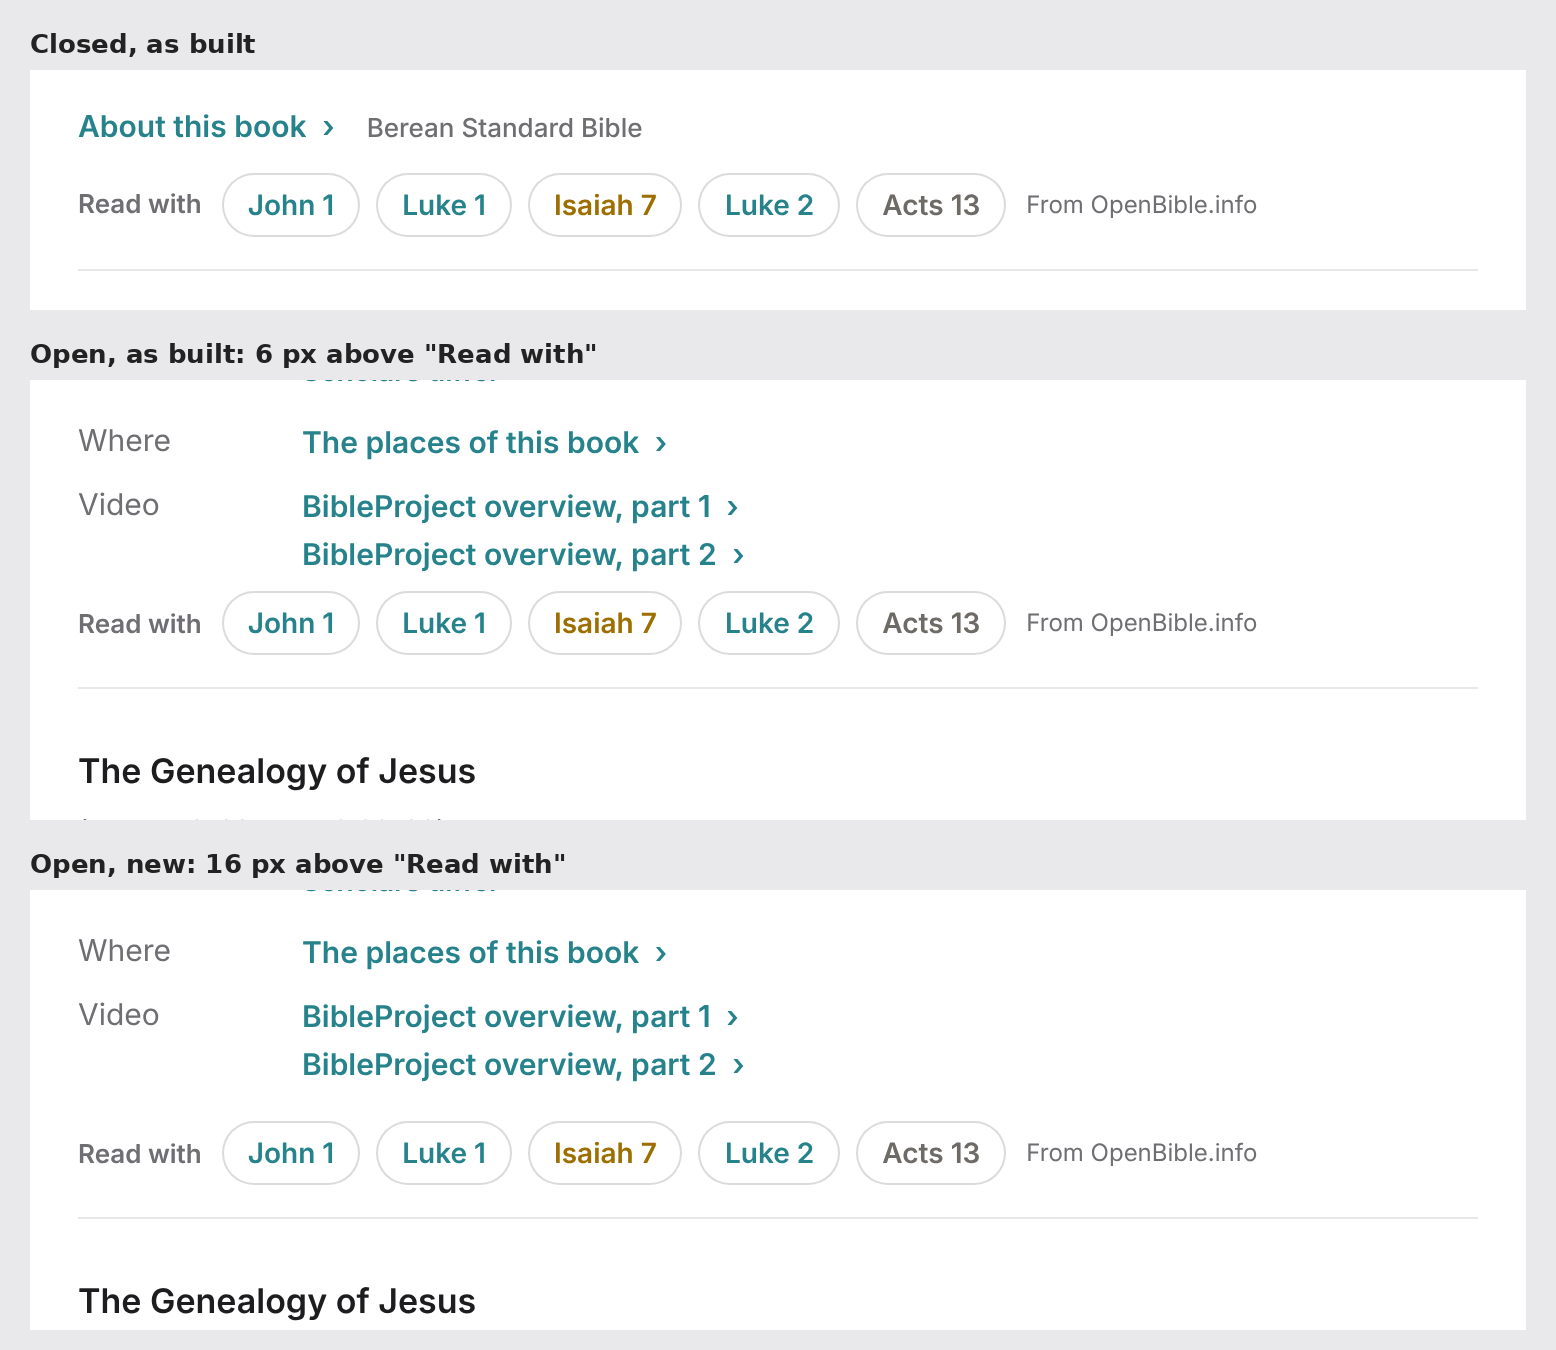 Closed, as built
About this book ›   Berean Standard Bible
Read with   John 1   Luke 1   Isaiah 7   Luke 2   Acts 13   From OpenBible.info
Open, as built: 6 px above "Read with"
Where   The places of this book ›
Video   BibleProject overview, part 1 ›
BibleProject overview, part 2 ›
Read with   John 1   Luke 1   Isaiah 7   Luke 2   Acts 13   From OpenBible.info
The Genealogy of Jesus
Open, new: 16 px above "Read with"
Where   The places of this book ›
Video   BibleProject overview, part 1 ›
BibleProject overview, part 2 ›
Read with   John 1   Luke 1   Isaiah 7   Luke 2   Acts 13   From OpenBible.info
The Genealogy of Jesus